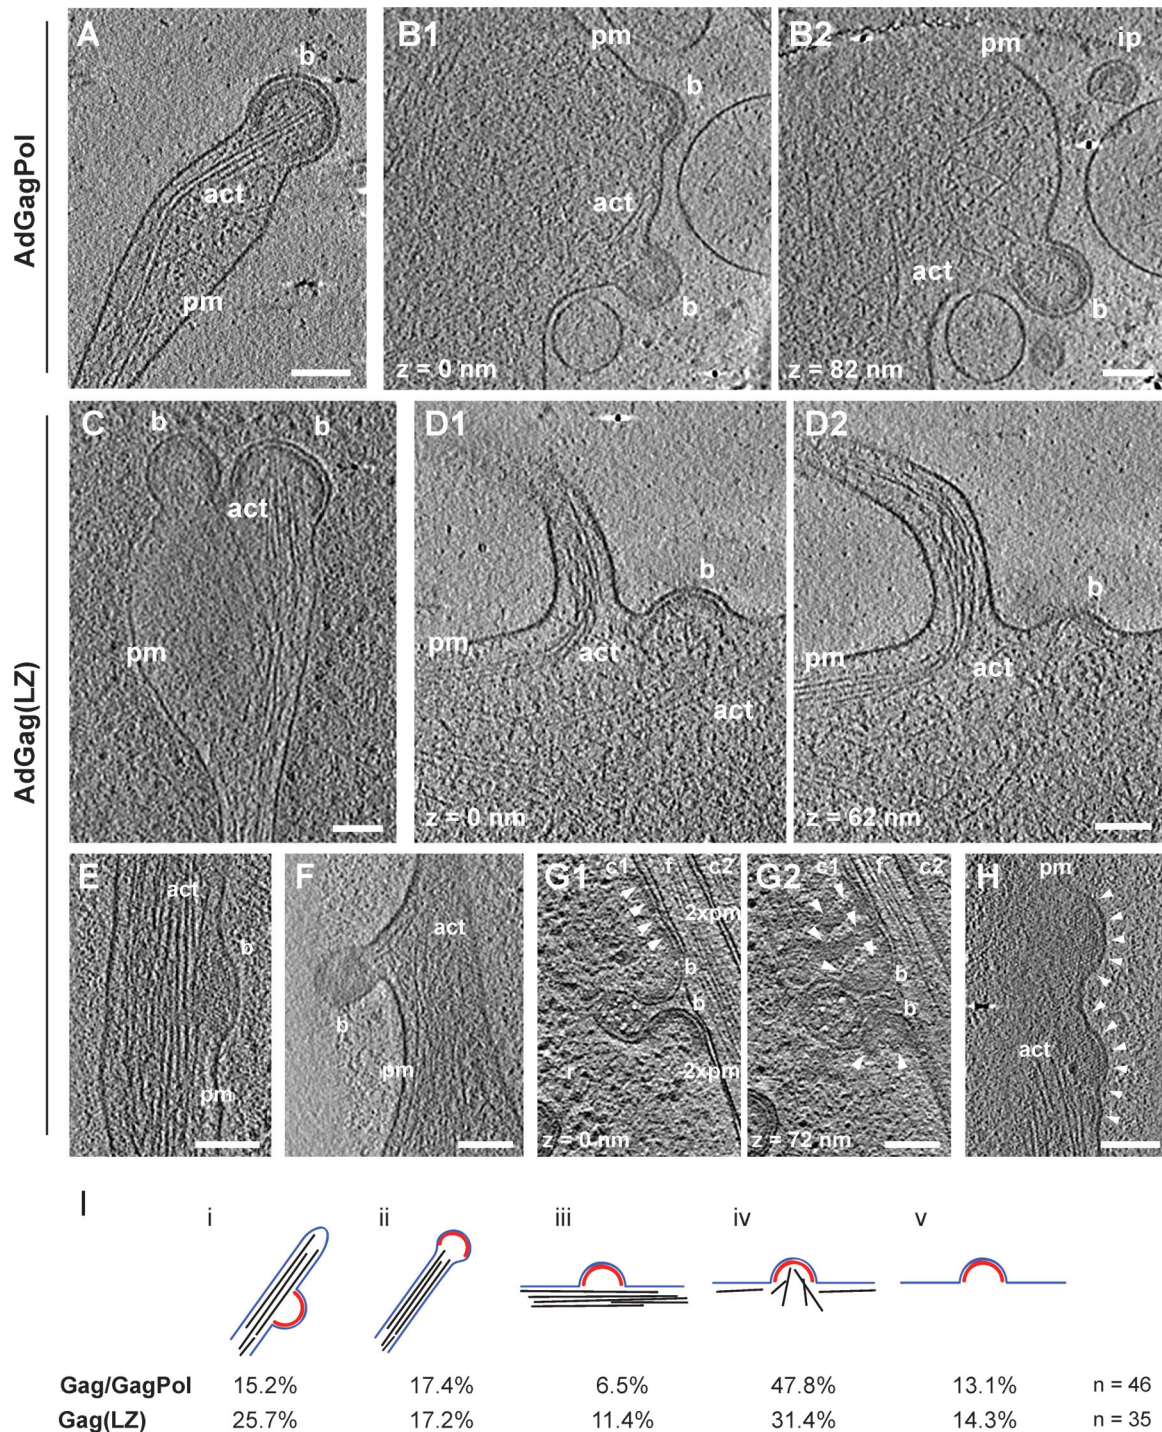 AdGagPol
A
b
act
pm
B1
pm
b
act
b
z = 0 nm
B2
pm
ip
act
b
z = 82 nm
AdGag(LZ)
C
b
b
act
pm
D1
b
pm
act
act
z = 0 nm
D2
b
pm
act
z = 62 nm
E
act
b
pm
F
act
b
pm
G1
c1
f
c2
2xpm
b
b
2xpm
r
z = 0 nm
G2
c1
f
c2
b
b
z = 72 nm
H
pm
act
I
i ii iii iv v
Gag/GagPol 15.2% 17.4% 6.5% 47.8% 13.1% n = 46
Gag(LZ) 25.7% 17.2% 11.4% 31.4% 14.3% n = 35